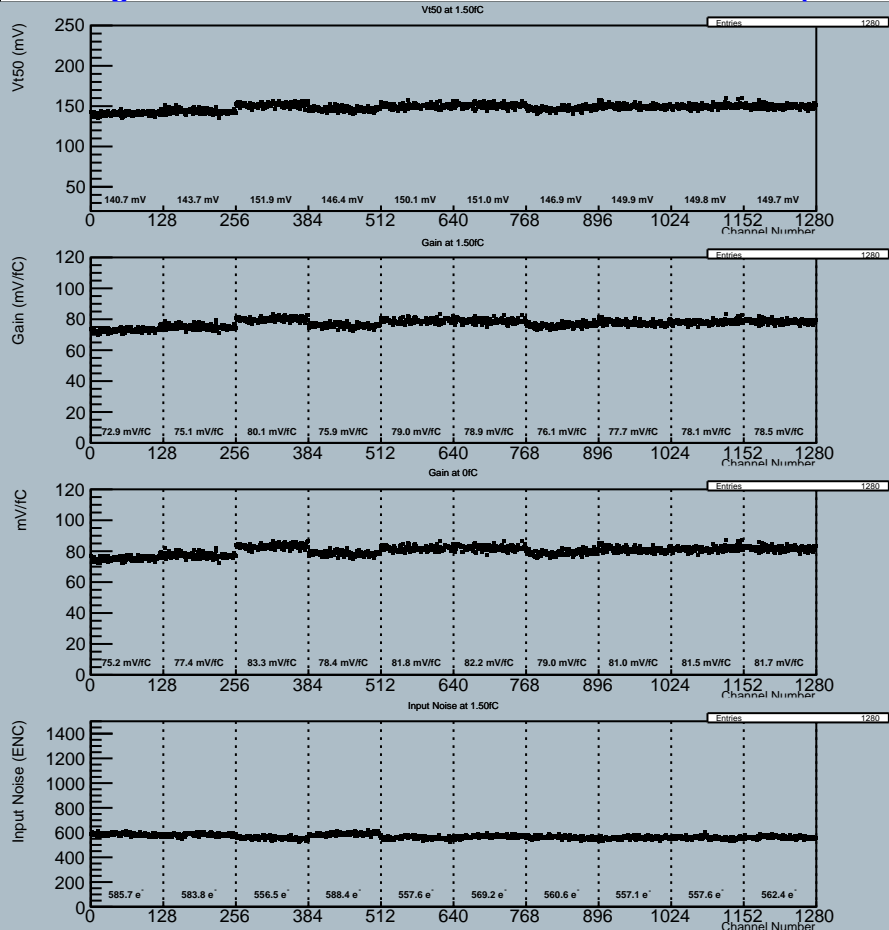 Vt50 at 1.50fC
Entries 1280
Vt50 (mV)
250
200
150
100
50
140.7 mV 143.7 mV 151.9 mV 146.4 mV 150.1 mV 151.0 mV 146.9 mV 149.9 mV 149.8 mV 149.7 mV
0 128 256 384 512 640 768 896 1024 1152 1280
Channel Number
Gain at 1.50fC
Entries 1280
Gain (mV/fC)
120
100
80
60
40
20
0
72.9 mV/fC 75.1 mV/fC 80.1 mV/fC 75.9 mV/fC 79.0 mV/fC 78.9 mV/fC 76.1 mV/fC 77.7 mV/fC 78.1 mV/fC 78.5 mV/fC
0 128 256 384 512 640 768 896 1024 1152 1280
Channel Number
Gain at 0fC
Entries 1280
mV/fC
120
100
80
60
40
20
0
75.2 mV/fC 77.4 mV/fC 83.3 mV/fC 78.4 mV/fC 81.8 mV/fC 82.2 mV/fC 79.0 mV/fC 81.0 mV/fC 81.5 mV/fC 81.7 mV/fC
0 128 256 384 512 640 768 896 1024 1152 1280
Channel Number
Input Noise at 1.50fC
Entries 1280
Input Noise (ENC)
1400
1200
1000
800
600
400
200
0
585.7 e⁻ 583.8 e⁻ 556.5 e⁻ 588.4 e⁻ 557.6 e⁻ 569.2 e⁻ 560.6 e⁻ 557.1 e⁻ 557.6 e⁻ 562.4 e⁻
0 128 256 384 512 640 768 896 1024 1152 1280
Channel Number